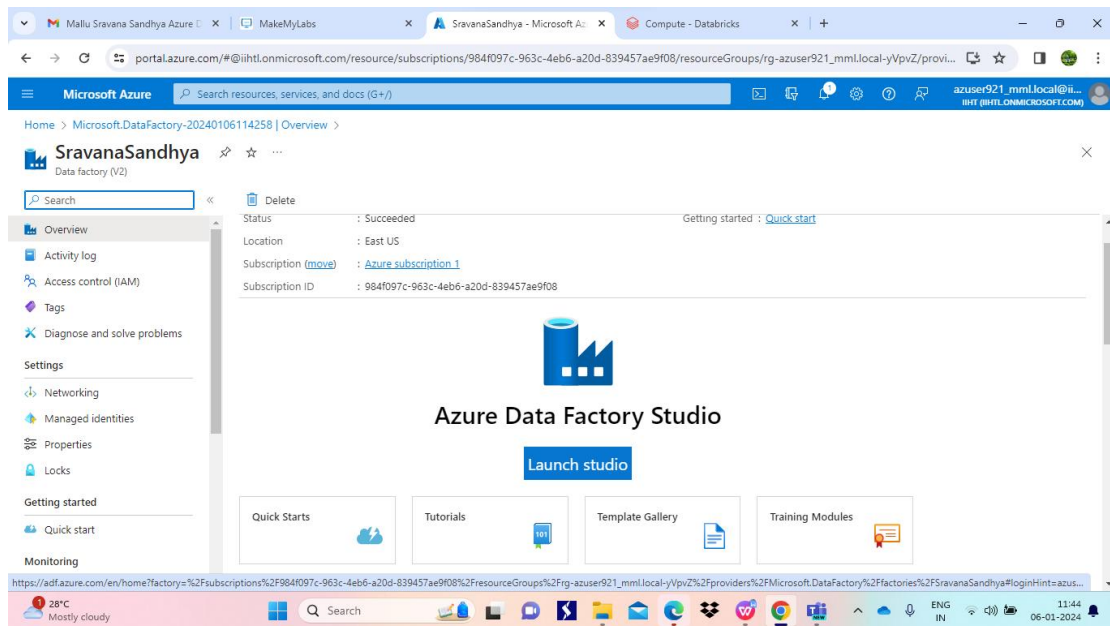 Mallu Sravana Sandhya Azure D
MakeMyLabs
SravanaSandhya - Microsoft Az
Compute - Databricks
portal.azure.com/#@iihtl.onmicrosoft.com/resource/subscriptions/984f097c-963c-4eb6-a20d-839457ae9f08/resourceGroups/rg-azuser921_mml.local-yVpvZ/provi...
Microsoft Azure
Search resources, services, and docs (G+/)
azuser921_mml.local@ii...
IIHT (IIHTL.ONMICROSOFT.COM)
Home > Microsoft.DataFactory-20240106114258 | Overview >
SravanaSandhya
Data factory (V2)
Search
Delete
Overview
Activity log
Access control (IAM)
Tags
Diagnose and solve problems
Settings
Networking
Managed identities
Properties
Locks
Getting started
Quick start
Monitoring
Status : Succeeded
Getting started : Quick start
Location : East US
Subscription (move) : Azure subscription 1
Subscription ID : 984f097c-963c-4eb6-a20d-839457ae9f08
Azure Data Factory Studio
Launch studio
Quick Starts
Tutorials
101
Template Gallery
Training Modules
https://adf.azure.com/en/home?factory=%2Fsubscriptions%2F984f097c-963c-4eb6-a20d-839457ae9f08%2FresourceGroups%2Frg-azuser921_mml.local-yVpvZ%2Fproviders%2FMicrosoft.DataFactory%2Ffactories%2FSravanaSandhya#loginHint=azus...
1
28°C
Mostly cloudy
Search
NEW
ENG
IN
11:44
06-01-2024